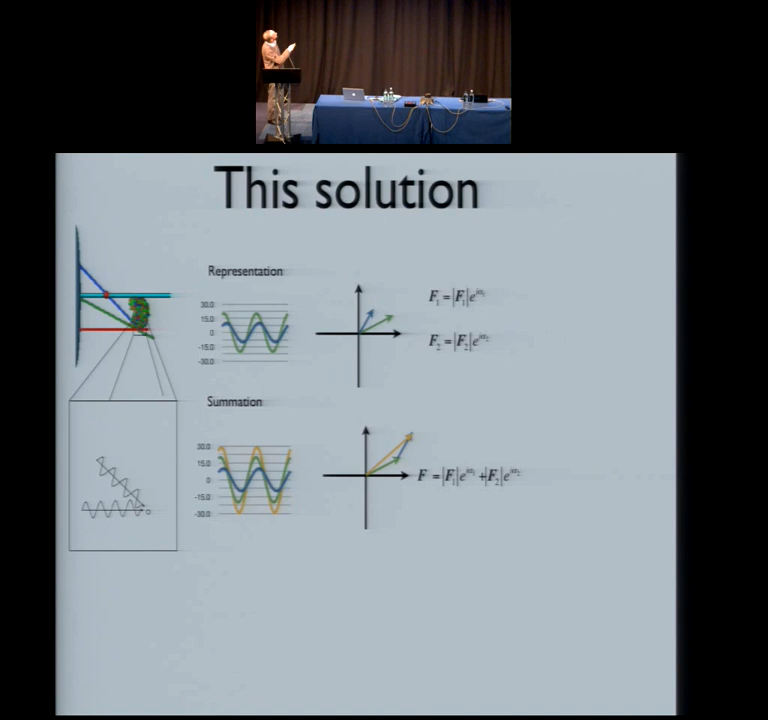 This solution
Representation
30.0
15.0
0
-15.0
-30.0
F₁ = |F₁|e^{iα₁}
F₂ = |F₂|e^{iα₂}
Summation
30.0
15.0
0
-15.0
-30.0
F = |F₁|e^{iα₁} + |F₂|e^{iα₂}